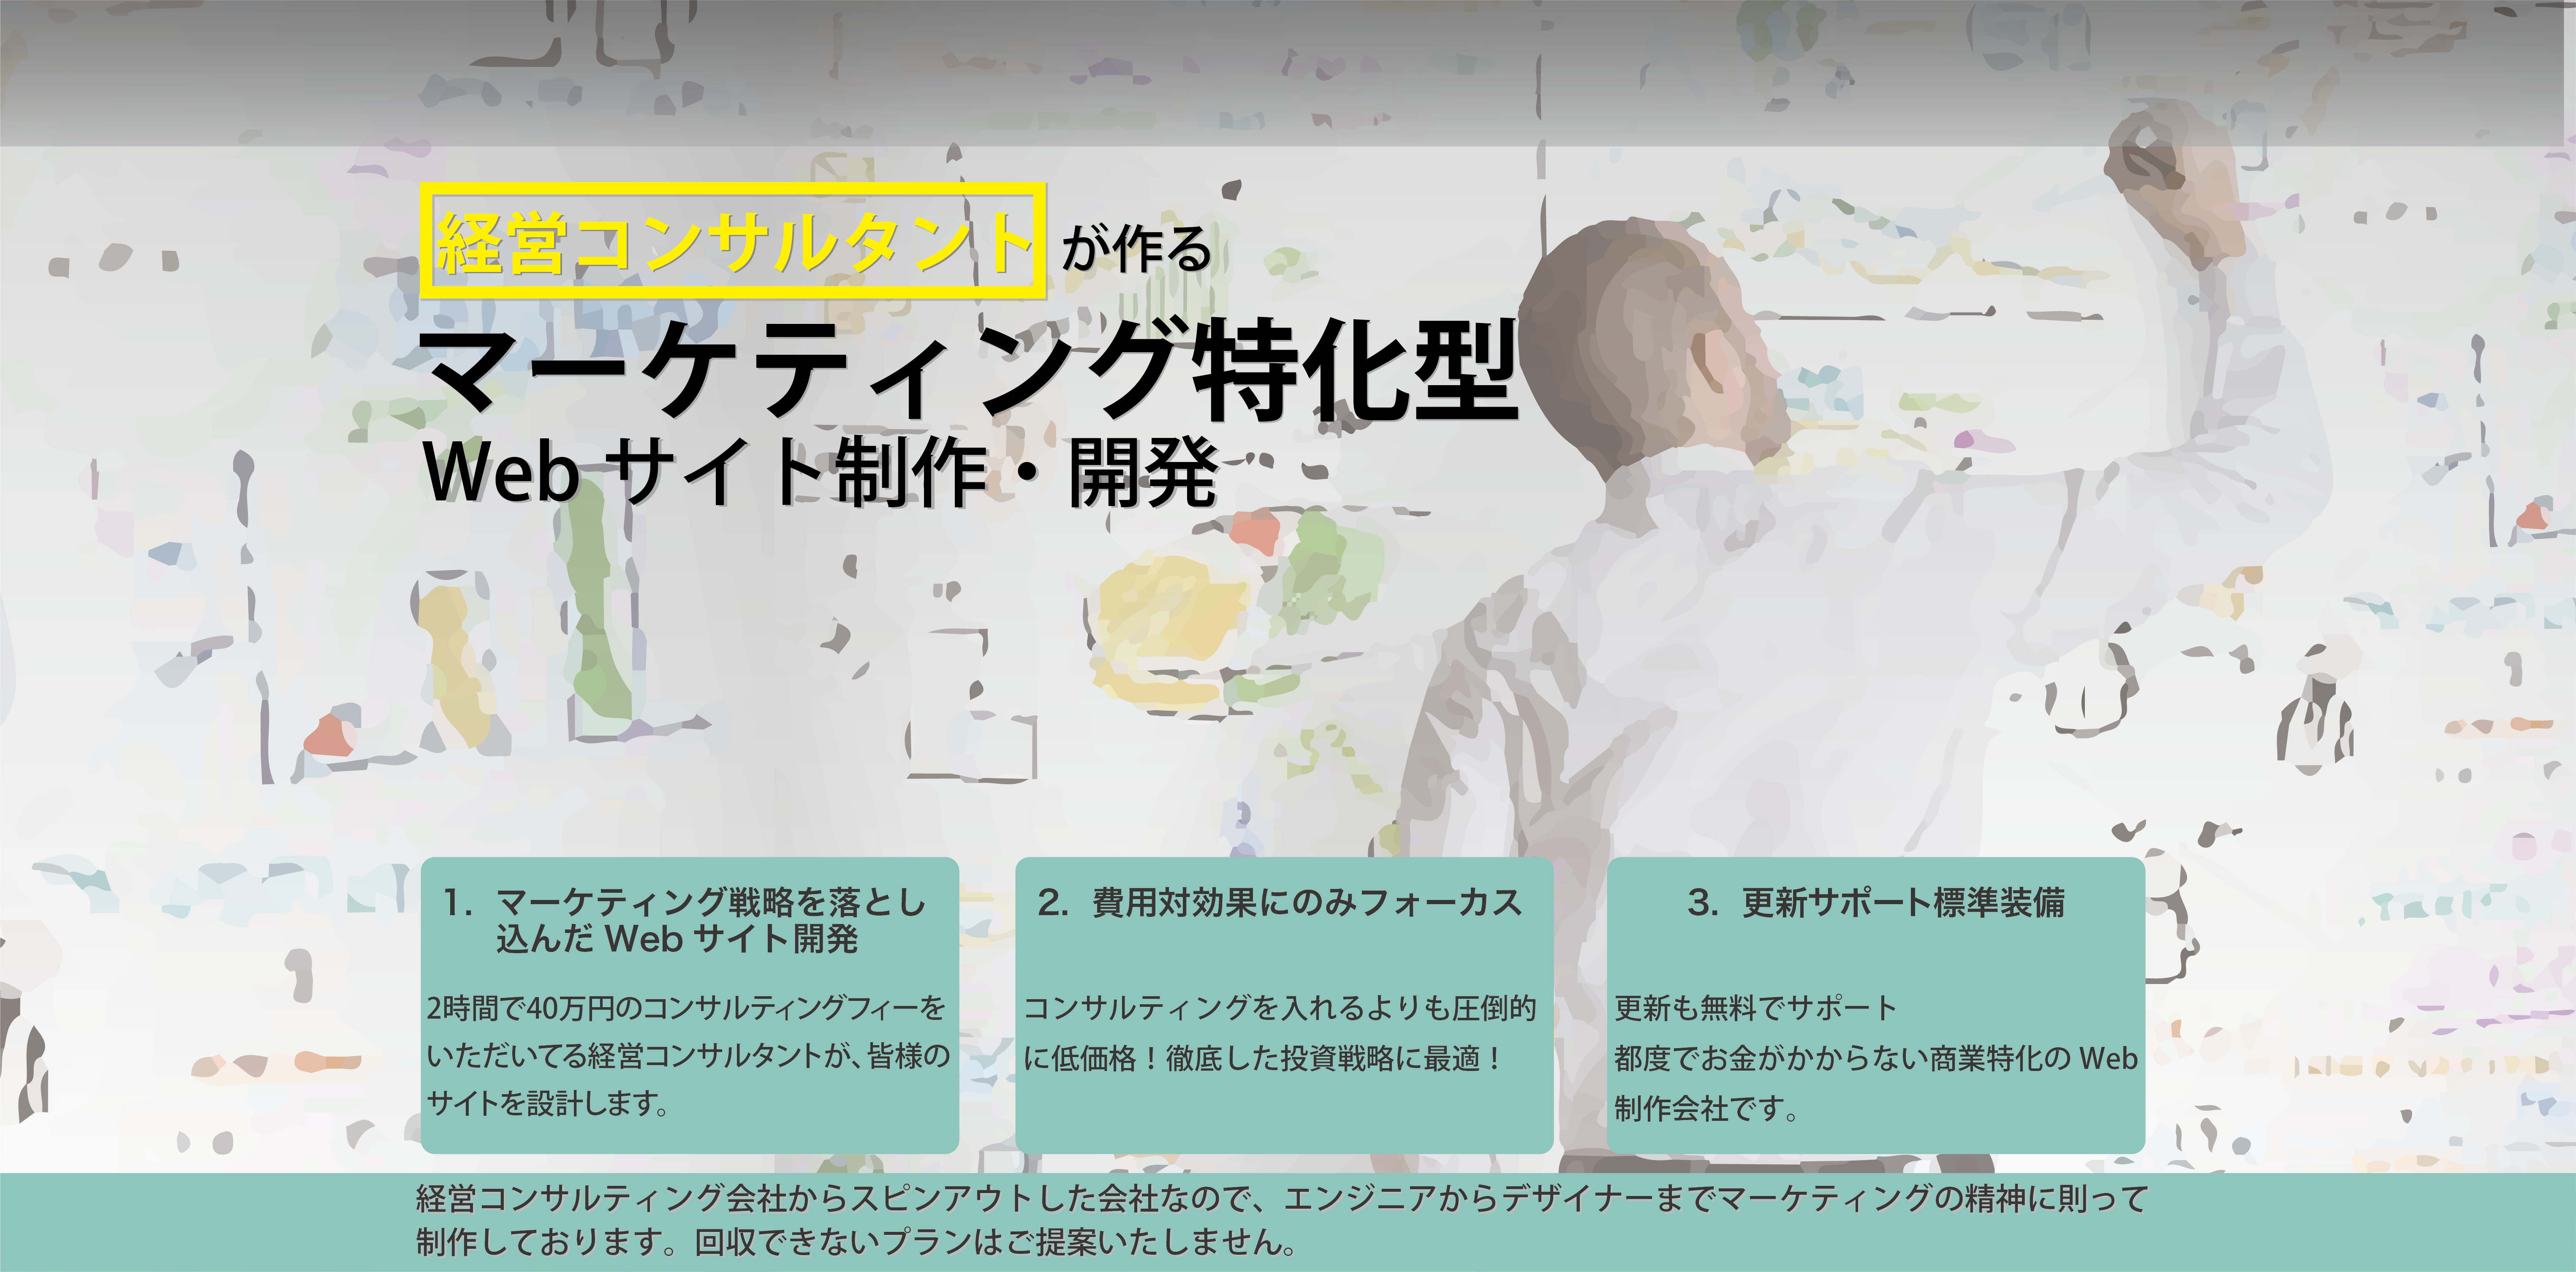 経営コンサルタント が作る
マーケティング特化型
Web サイト制作・開発
1. マーケティング戦略を落とし
込んだ Web サイト開発
2時間で40万円のコンサルティングフィーを
いただいてる経営コンサルタントが、皆様の
サイトを設計します。
2. 費用対効果にのみフォーカス
コンサルティングを入れるよりも圧倒的
に低価格！徹底した投資戦略に最適！
3. 更新サポート標準装備
更新も無料でサポート
都度でお金がかからない商業特化の Web
制作会社です。
経営コンサルティング会社からスピンアウトした会社なので、エンジニアからデザイナーまでマーケティングの精神に則って
制作しております。回収できないプランはご提案いたしません。